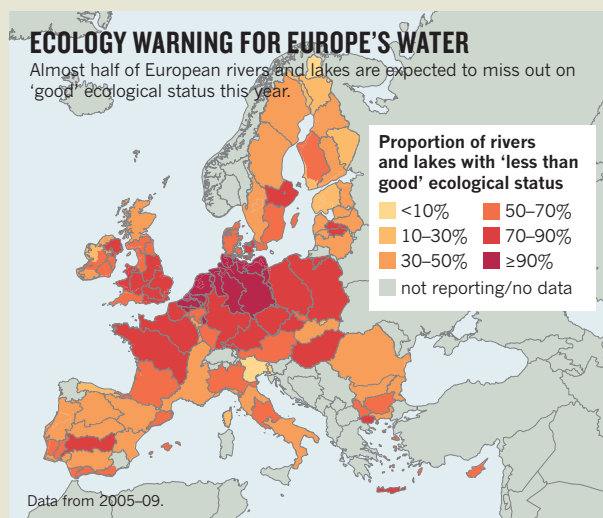 ECOLOGY WARNING FOR EUROPE'S WATER
Almost half of European rivers and lakes are expected to miss out on
‘good’ ecological status this year.
Proportion of rivers
and lakes with ‘less than
good’ ecological status
<10%
50–70%
10–30%
70–90%
30–50%
≥90%
not reporting/no data
Data from 2005–09.